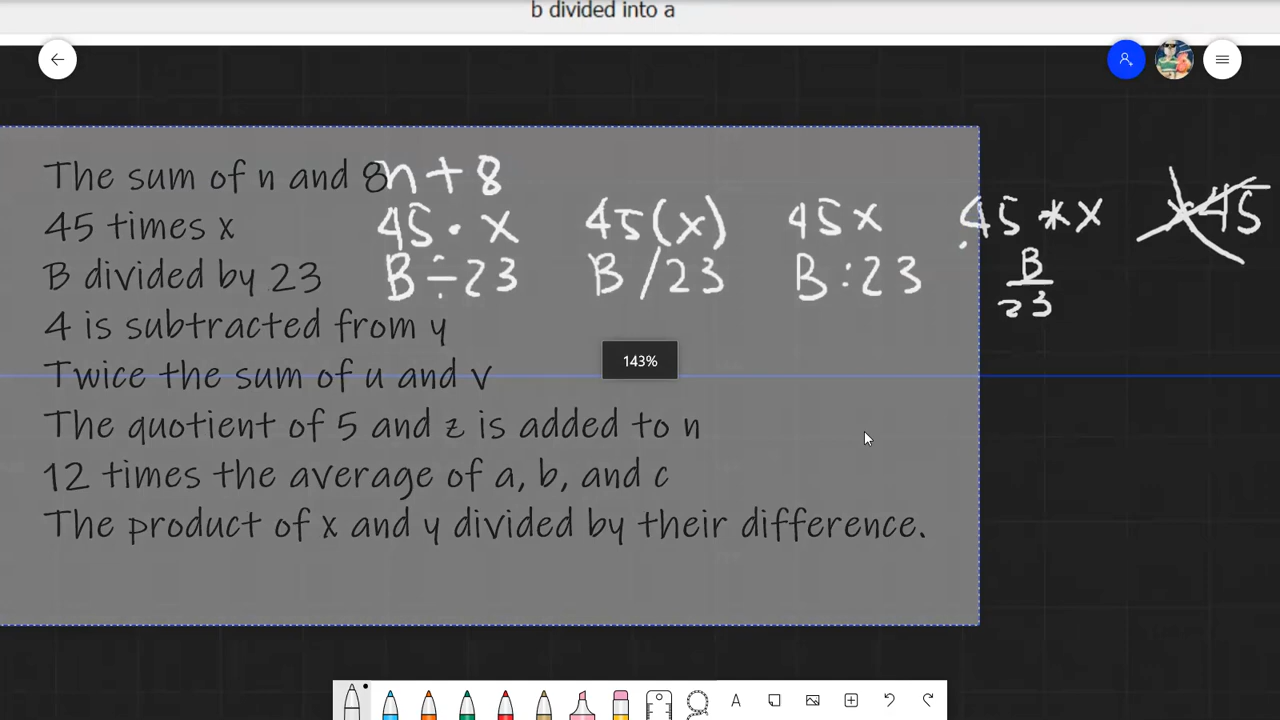 b divided into a
The sum of n and 8 n + 8
45 times x 45 · x 45(x) 45x 45 * x x45
B divided by 23 B ÷ 23 B / 23 B : 23 B
23
4 is subtracted from y
143%
Twice the sum of u and v
The quotient of 5 and z is added to n
12 times the average of a, b, and c
The product of x and y divided by their difference.
A